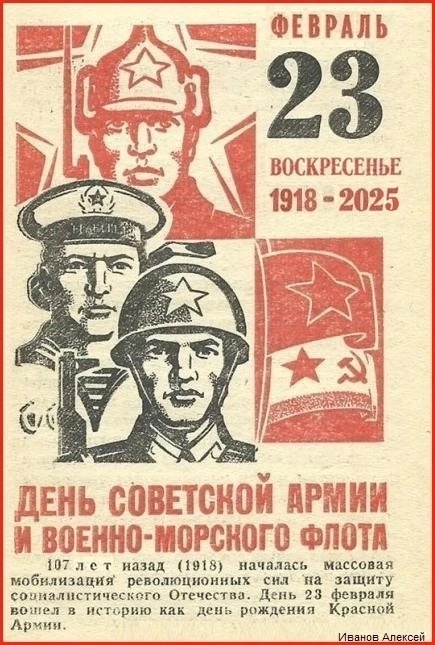 ФЕВРАЛЬ
23
ВОСКРЕСЕНЬЕ
1918 - 2025
ДЕНЬ СОВЕТСКОЙ АРМИИ
И ВОЕННО-МОРСКОГО ФЛОТА
107 лет назад (1918) началась массовая
мобилизация революционных сил на защиту
социалистического Отечества. День 23 февраля
вошел в историю как день рождения Красной
Армии.
Иванов Алексей